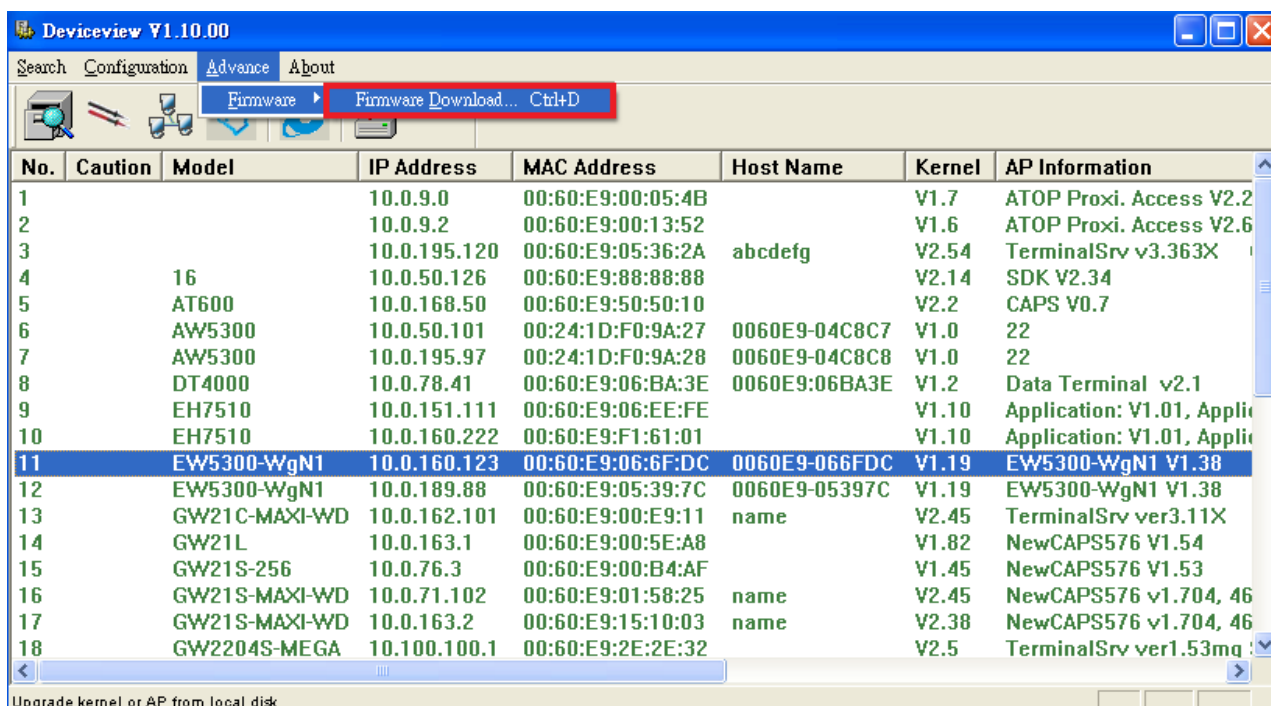 Deviceview V1.10.00
Search Configuration Advance About
Firmware Firmware Download... Ctrl+D
No. Caution Model IP Address MAC Address Host Name Kernel AP Information
1 10.0.9.0 00:60:E9:00:05:4B V1.7 ATOP Proxi. Access V2.2
2 10.0.9.2 00:60:E9:00:13:52 V1.6 ATOP Proxi. Access V2.6
3 10.0.195.120 00:60:E9:05:36:2A abcdefg V2.54 TerminalSrv v3.363X
4 16 10.0.50.126 00:60:E9:88:88:88 V2.14 SDK V2.34
5 AT600 10.0.168.50 00:60:E9:50:50:10 V2.2 CAPS V0.7
6 AW5300 10.0.50.101 00:24:1D:F0:9A:27 0060E9-04C8C7 V1.0 22
7 AW5300 10.0.195.97 00:24:1D:F0:9A:28 0060E9-04C8C8 V1.0 22
8 DT4000 10.0.78.41 00:60:E9:06:BA:3E 0060E9:06BA3E V1.2 Data Terminal v2.1
9 EH7510 10.0.151.111 00:60:E9:06:EE:FE V1.10 Application: V1.01, Applic
10 EH7510 10.0.160.222 00:60:E9:F1:61:01 V1.10 Application: V1.01, Applic
11 EW5300-WgN1 10.0.160.123 00:60:E9:06:6F:DC 0060E9-066FDC V1.19 EW5300-WgN1 V1.38
12 EW5300-WgN1 10.0.189.88 00:60:E9:05:39:7C 0060E9-05397C V1.19 EW5300-WgN1 V1.38
13 GW21C-MAXI-WD 10.0.162.101 00:60:E9:00:E9:11 name V2.45 TerminalSrv ver3.11X
14 GW21L 10.0.163.1 00:60:E9:00:5E:A8 V1.82 NewCAPS576 V1.54
15 GW21S-256 10.0.76.3 00:60:E9:00:B4:AF V1.45 NewCAPS576 V1.53
16 GW21S-MAXI-WD 10.0.71.102 00:60:E9:01:58:25 name V2.45 NewCAPS576 v1.704, 46
17 GW21S-MAXI-WD 10.0.163.2 00:60:E9:15:10:03 name V2.38 NewCAPS576 v1.704, 46
18 GW2204S-MEGA 10.100.100.1 00:60:E9:2E:2E:32 V2.5 TerminalSrv ver1.53mg
Upgrade kernel or AP from local disk